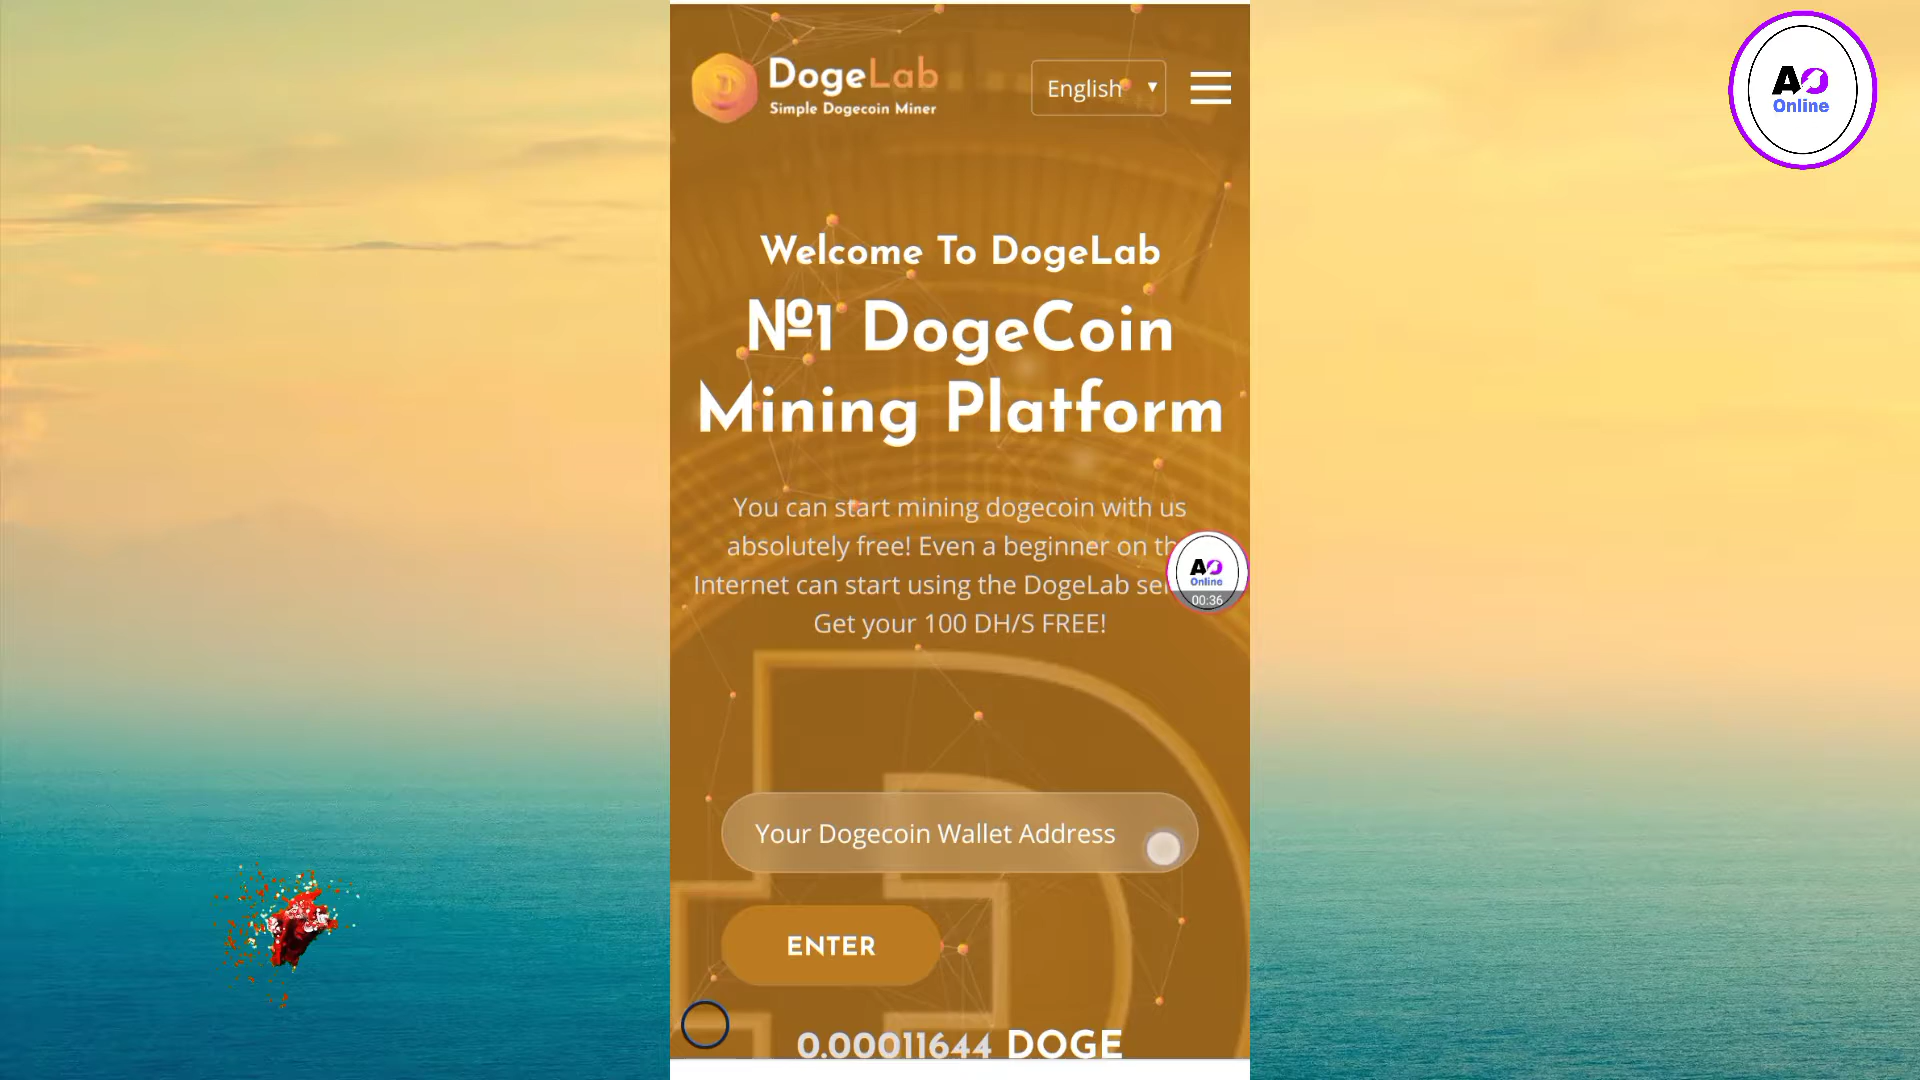 DogeLab
Simple Dogecoin Miner
English
AO
Online
Welcome To DogeLab
№1 DogeCoin
Mining Platform
You can start mining dogecoin with us
absolutely free! Even a beginner on
Internet can start using the DogeLab
Get your 100 DH/S FREE!
AO
Online
00:36
Your Dogecoin Wallet Address
ENTER
0.00011644 DOGE